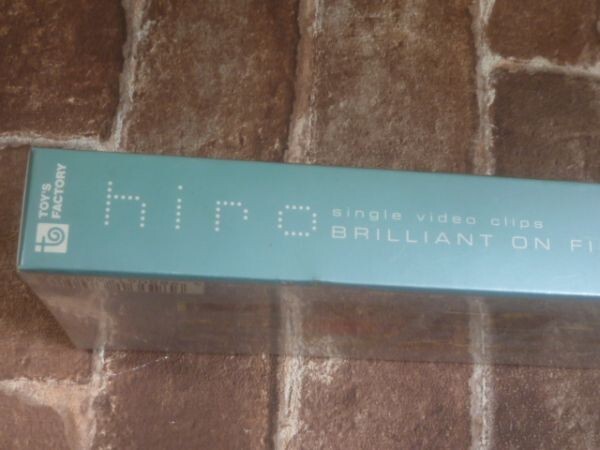 TOY'S
FACTORY
hiro
single video clips
BRILLIANT ON FI